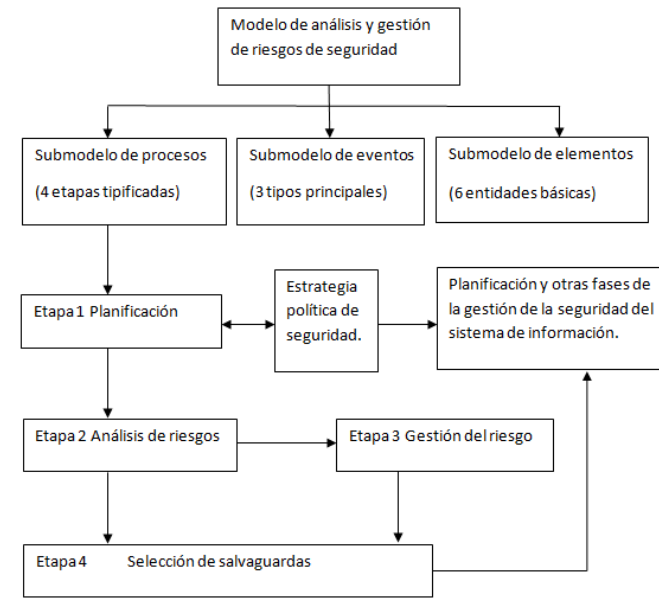 Modelo de análisis y gestión
de riesgos de seguridad
Submodelo de procesos
(4 etapas tipificadas)
Submodelo de eventos
(3 tipos principales)
Submodelo de elementos
(6 entidades básicas)
Etapa 1 Planificación
Estrategia
política de
seguridad.
Planificación y otras fases de
la gestión de la seguridad del
sistema de información.
Etapa 2 Análisis de riesgos
Etapa 3 Gestión del riesgo
Etapa 4 Selección de salvaguardas